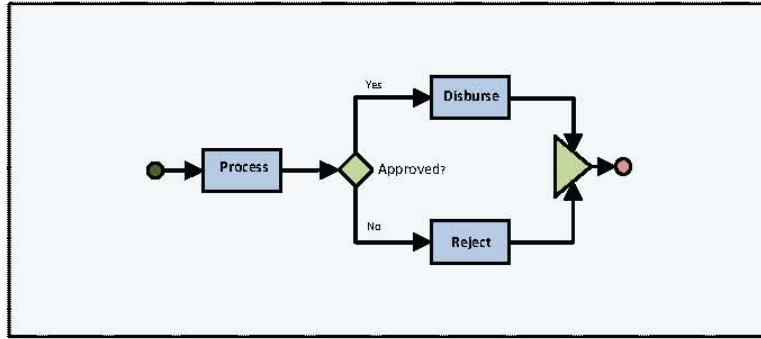 Yes
Disburse
Process
Approved?
No
Reject